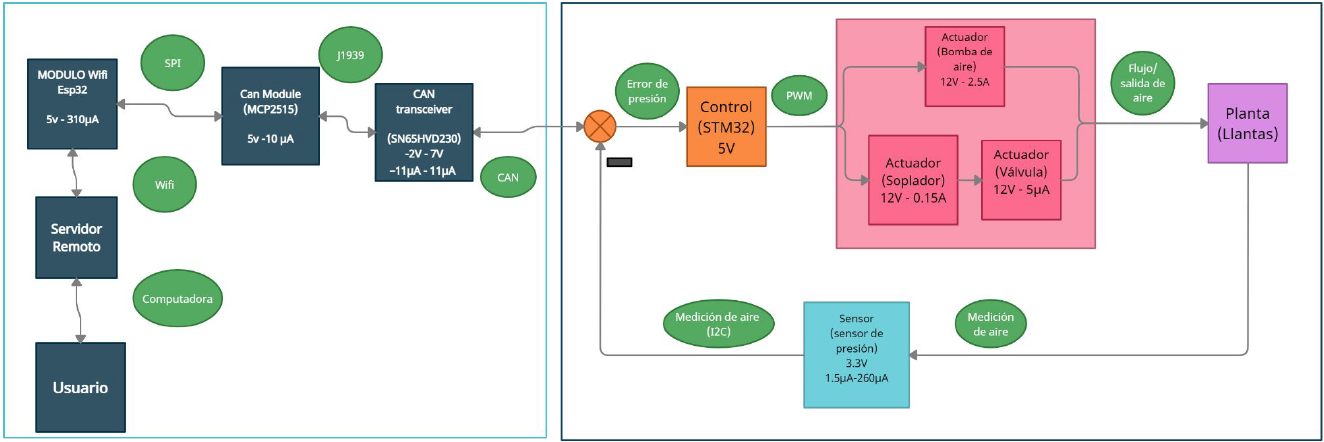 MODULO Wifi
Esp32
5v - 310µA
SPI
Can Module
(MCP2515)
5v -10 µA
J1939
CAN
transceiver
(SN65HVD230)
-2V - 7V
–11µA - 11µA
CAN
Wifi
Servidor
Remoto
Computadora
Usuario
Error de
presión
Control
(STM32)
5V
PWM
Actuador
(Bomba de
aire)
12V - 2.5A
Actuador
(Soplador)
12V - 0.15A
Actuador
(Válvula)
12V - 5µA
Flujo/
salida de
aire
Planta
(Llantas)
Medición de aire
(I2C)
Sensor
(sensor de
presión)
3.3V
1.5µA-260µA
Medición
de aire